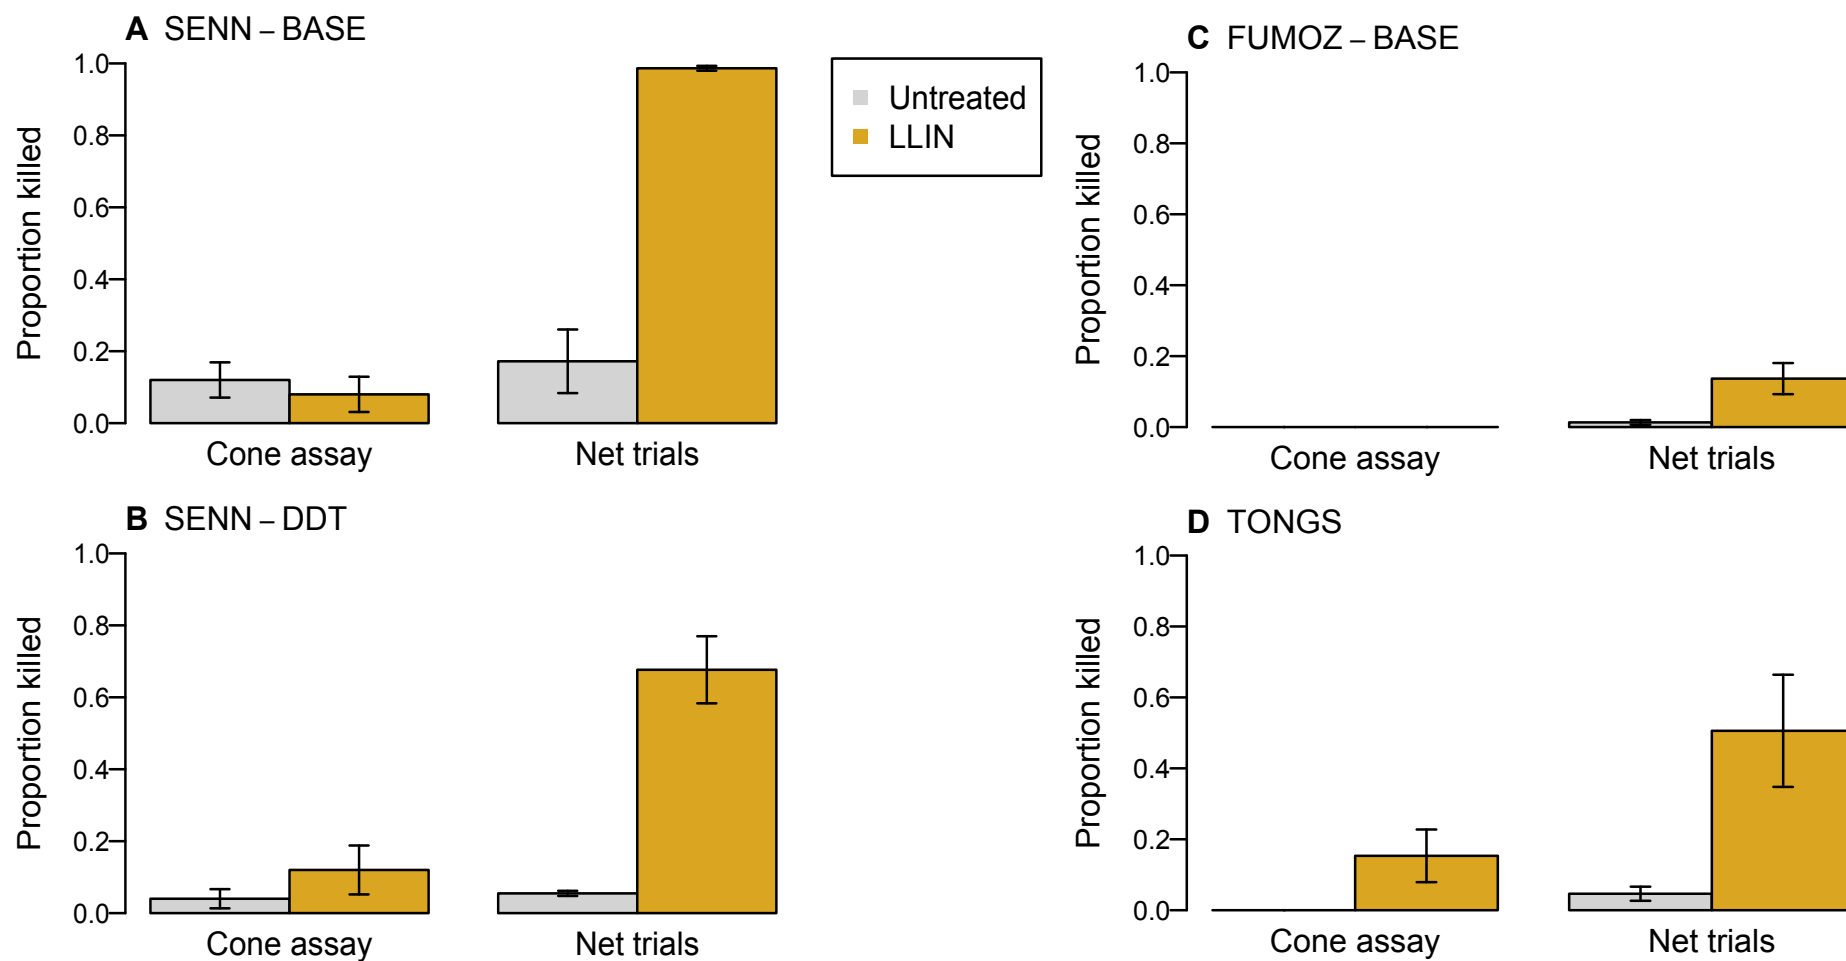 A SENN – BASE
Proportion killed
1.0
0.8
0.6
0.4
0.2
0.0
Cone assay
Net trials
Untreated
LLIN
C FUMOZ – BASE
Proportion killed
1.0
0.8
0.6
0.4
0.2
0.0
Cone assay
Net trials
B SENN – DDT
Proportion killed
1.0
0.8
0.6
0.4
0.2
0.0
Cone assay
Net trials
D TONGS
Proportion killed
1.0
0.8
0.6
0.4
0.2
0.0
Cone assay
Net trials